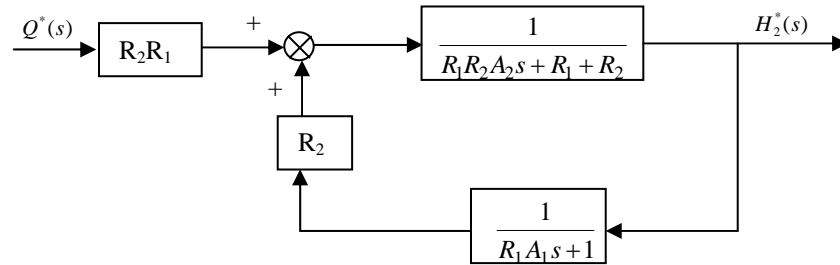 Q*(s)
R₂R₁
+
+
1
R₁R₂A₂s + R₁ + R₂
H₂*(s)
R₂
1
R₁A₁s + 1